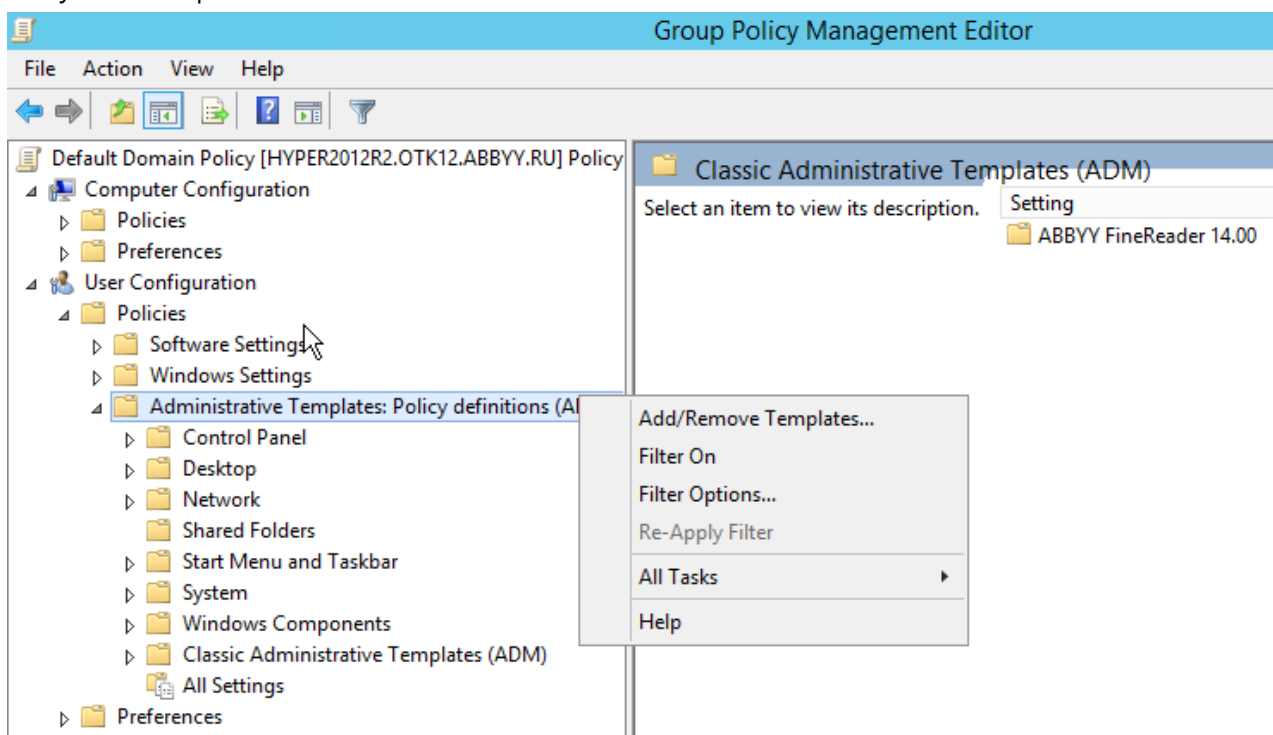 Group Policy Management Editor
File Action View Help
Default Domain Policy [HYPER2012R2.OTK12.ABBYY.RU] Policy
Computer Configuration
Policies
Preferences
User Configuration
Policies
Software Settings
Windows Settings
Administrative Templates: Policy definitions (
Control Panel
Desktop
Network
Shared Folders
Start Menu and Taskbar
System
Windows Components
Classic Administrative Templates (ADM)
All Settings
Preferences
Classic Administrative Templates (ADM)
Select an item to view its description.
Setting
ABBYY FineReader 14.00
Add/Remove Templates...
Filter On
Filter Options...
Re-Apply Filter
All Tasks
Help